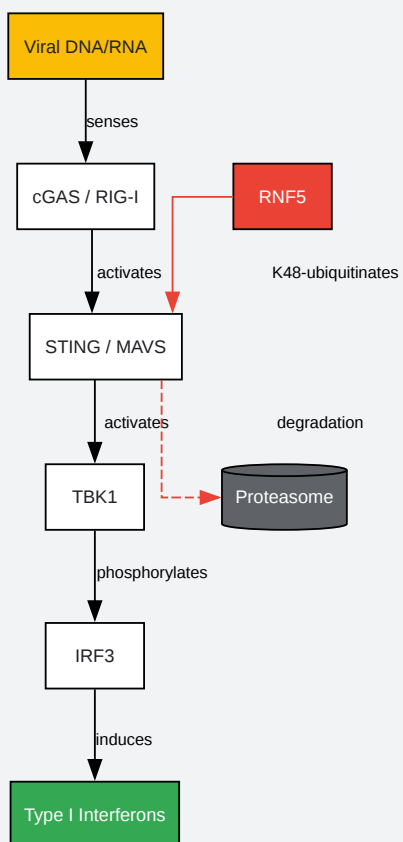 Viral DNA/RNA
senses
cGAS / RIG-I
RNF5
activates
K48-ubiquitinates
STING / MAVS
activates
degradation
TBK1
Proteasome
phosphorylates
IRF3
induces
Type I Interferons